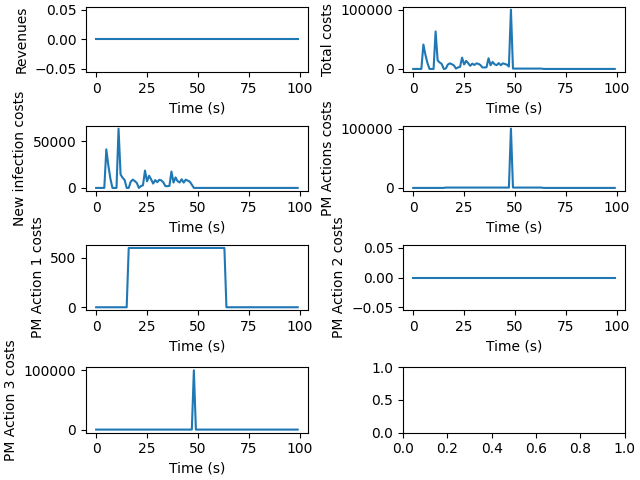 Revenues
0.05
0.00
−0.05
0 25 50 75 100
Time (s)
Total costs
100000
0
0 25 50 75 100
Time (s)
New infection costs
50000
0
0 25 50 75 100
Time (s)
PM Actions costs
100000
0
0 25 50 75 100
Time (s)
PM Action 1 costs
500
0
0 25 50 75 100
Time (s)
PM Action 2 costs
0.05
0.00
−0.05
0 25 50 75 100
Time (s)
PM Action 3 costs
100000
0
0 25 50 75 100
Time (s)
1.0
0.5
0.0
0.0 0.2 0.4 0.6 0.8 1.0